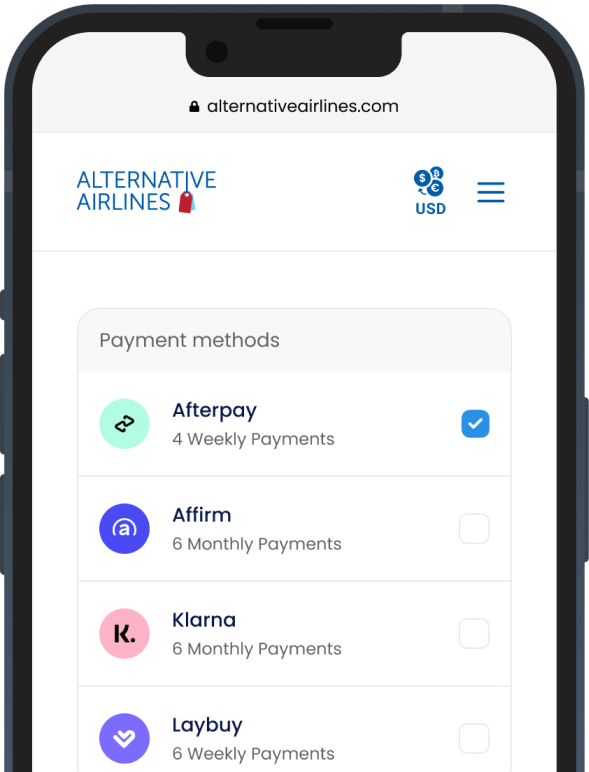 alternativeairlines.com
ALTERNATIVE
AIRLINES
$
B
€
USD
Payment methods
Afterpay
4 Weekly Payments
a
Affirm
6 Monthly Payments
K.
Klarna
6 Monthly Payments
Laybuy
6 Weekly Payments